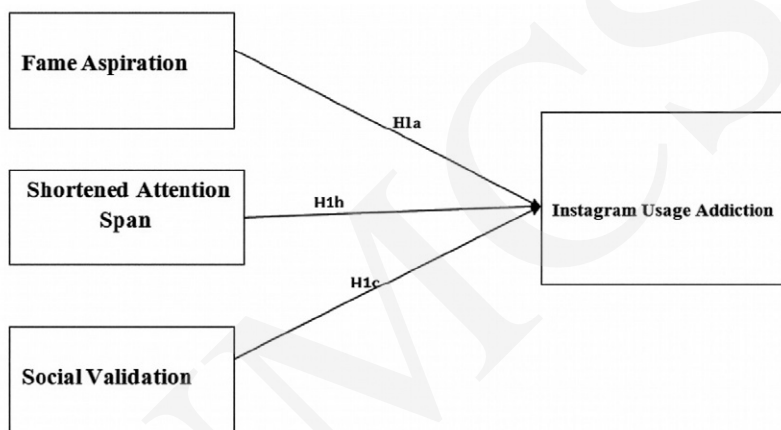 Fame Aspiration
H1a
Shortened Attention
Span
H1h
Instagram Usage Addiction
H1c
Social Validation